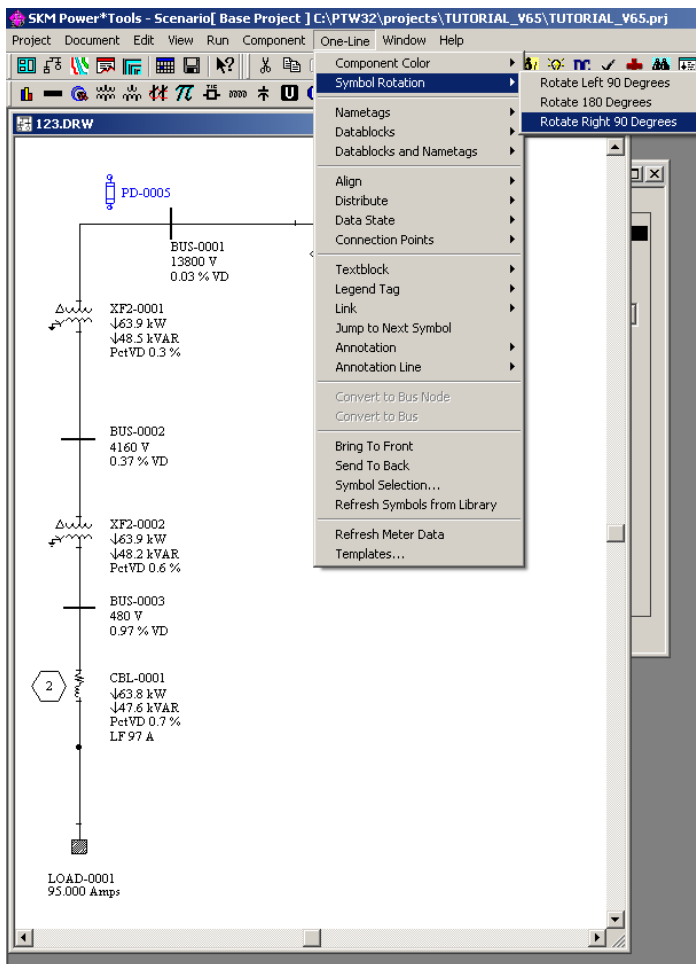 SKM Power*Tools - Scenario[ Base Project ] C:\PTW32\projects\TUTORIAL_V65\TUTORIAL_V65.prj
Project Document Edit View Run Component One-Line Window Help
Component Color
Symbol Rotation
Rotate Left 90 Degrees
Rotate 180 Degrees
Rotate Right 90 Degrees
Nametags
Datablocks
Datablocks and Nametags
Align
Distribute
Data State
Connection Points
Textblock
Legend Tag
Link
Jump to Next Symbol
Annotation
Annotation Line
Convert to Bus Node
Convert to Bus
Bring To Front
Send To Back
Symbol Selection...
Refresh Symbols from Library
Refresh Meter Data
Templates...
123.DRW
PD-0005
BUS-0001
13800 V
0.03 % VD
XF2-0001
↓63.9 kW
↓48.5 kVAR
PctVD 0.3 %
BUS-0002
4160 V
0.37 % VD
XF2-0002
↓63.9 kW
↓48.2 kVAR
PctVD 0.6 %
BUS-0003
480 V
0.97 % VD
2
CBL-0001
↓63.8 kW
↓47.6 kVAR
PctVD 0.7 %
LF 97 A
LOAD-0001
95.000 Amps